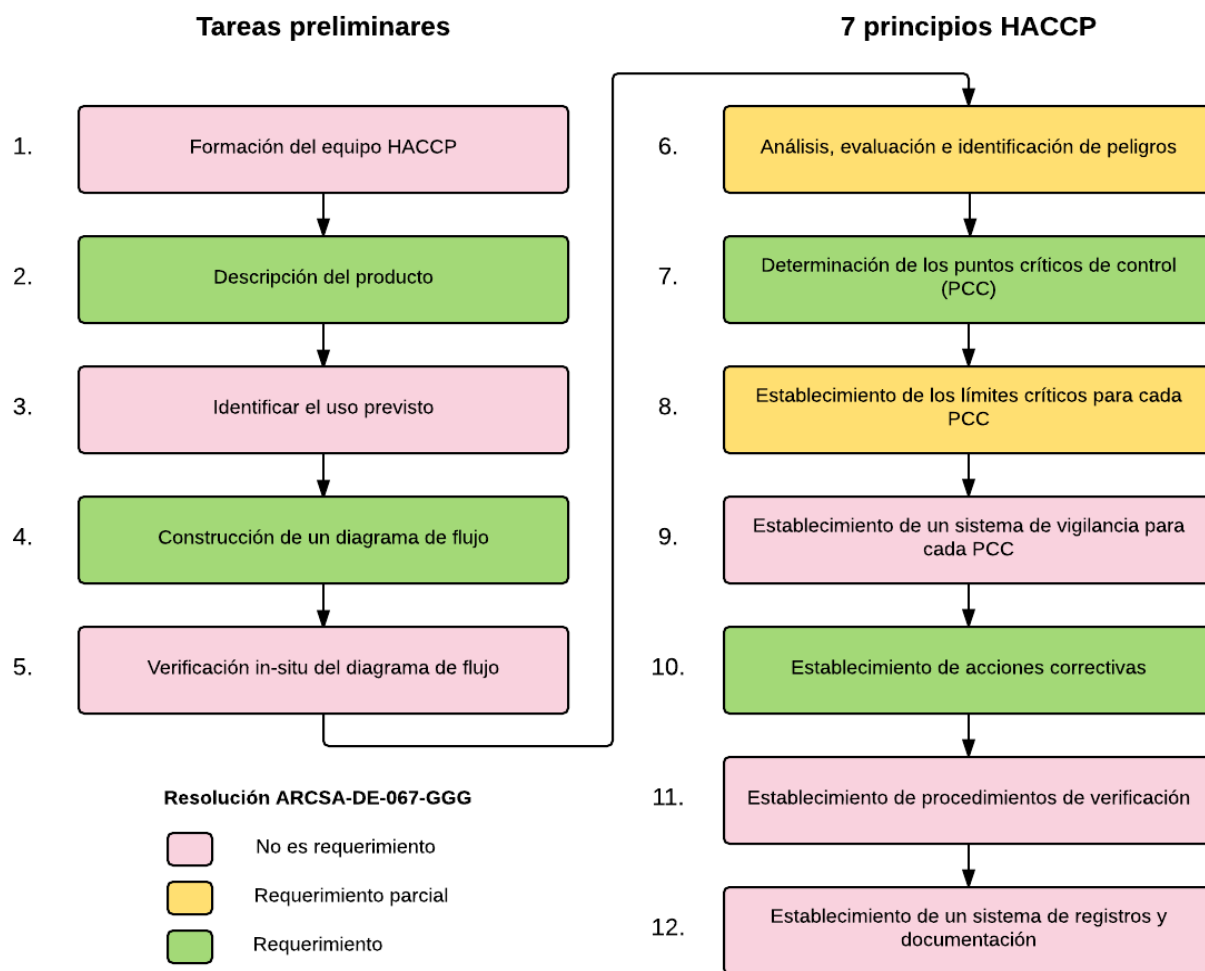 Tareas preliminares
1.
Formación del equipo HACCP
2.
Descripción del producto
3.
Identificar el uso previsto
4.
Construcción de un diagrama de flujo
5.
Verificación in-situ del diagrama de flujo
7 principios HACCP
6.
Análisis, evaluación e identificación de peligros
7.
Determinación de los puntos críticos de control
(PCC)
8.
Establecimiento de los límites críticos para cada
PCC
9.
Establecimiento de un sistema de vigilancia para
cada PCC
10.
Establecimiento de acciones correctivas
11.
Establecimiento de procedimientos de verificación
12.
Establecimiento de un sistema de registros y
documentación
Resolución ARCSA-DE-067-GGG
No es requerimiento
Requerimiento parcial
Requerimiento